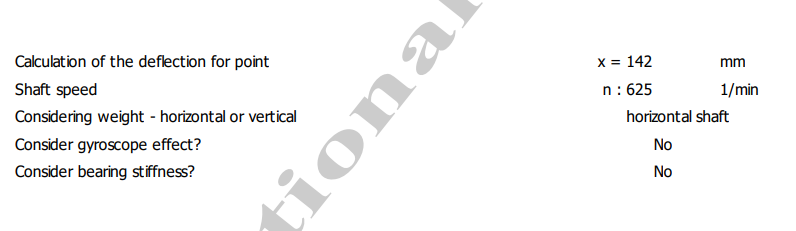 Calculation of the deflection for point x = 142 mm
Shaft speed n : 625 1/min
Considering weight - horizontal or vertical horizontal shaft
Consider gyroscope effect? No
Consider bearing stiffness? No
tional